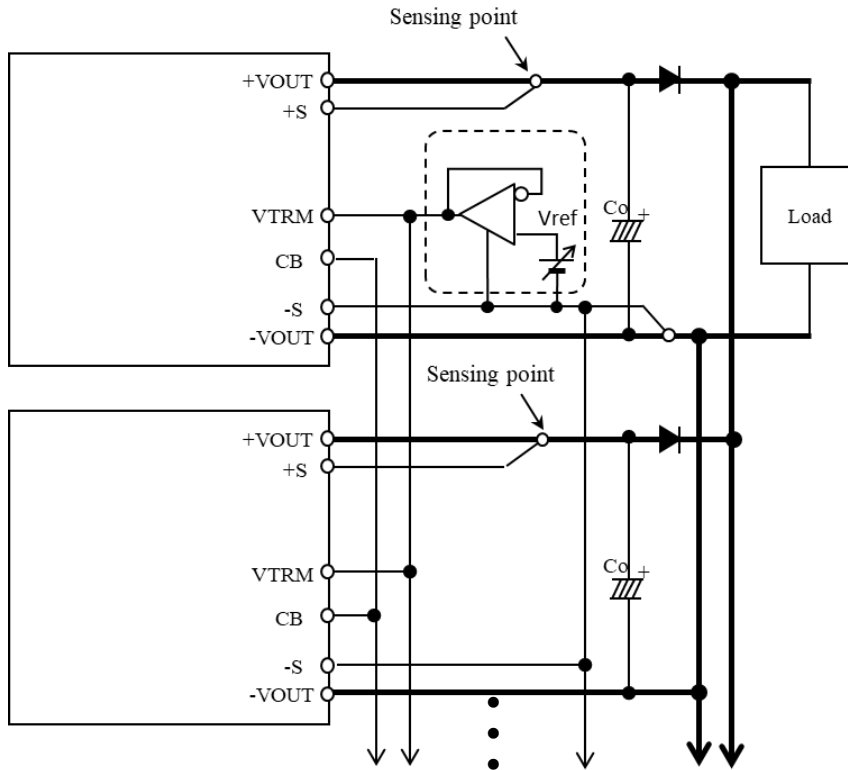 Sensing point
+VOUT
+S
VTRM
CB
-S
-VOUT
Vref
Co
+
Load
Sensing point
+VOUT
+S
VTRM
CB
-S
-VOUT
Co
+